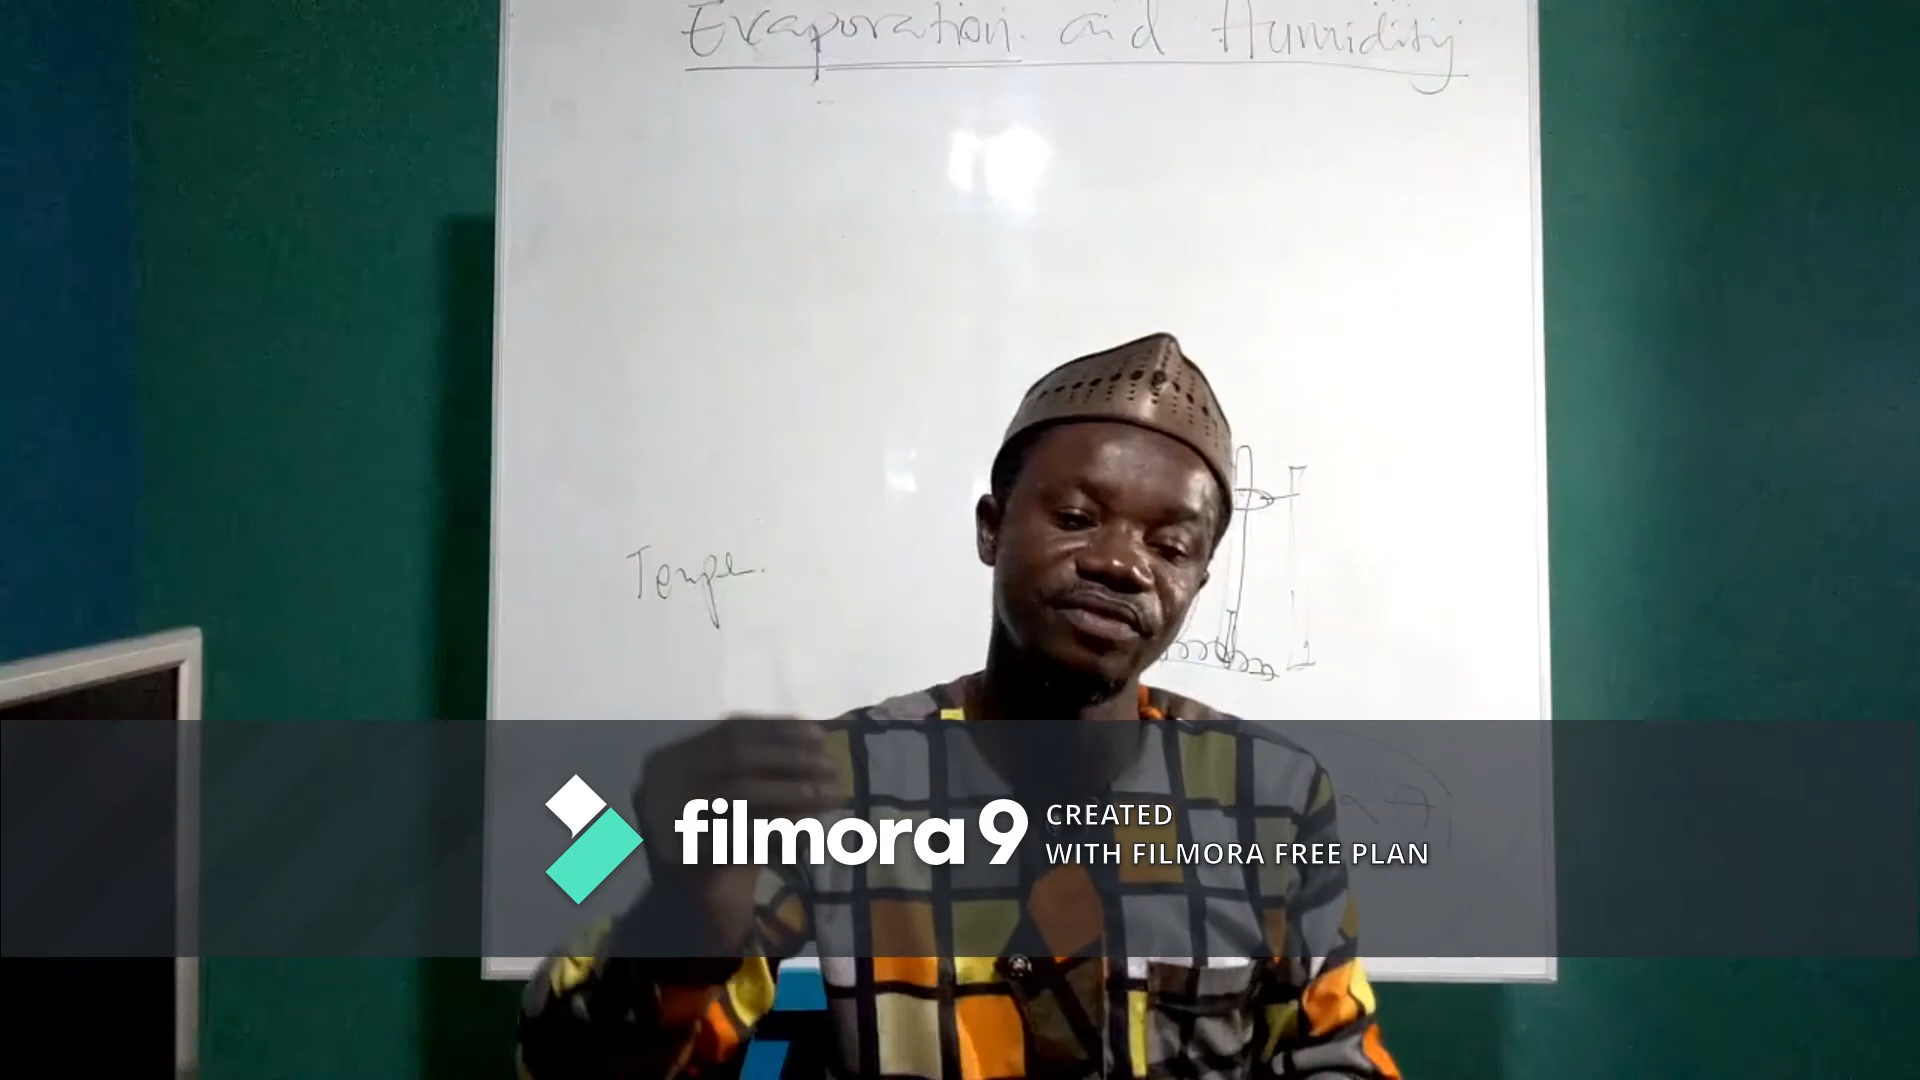 Evaporation and Humidity
Tempe.
filmora9
CREATED
WITH FILMORA FREE PLAN